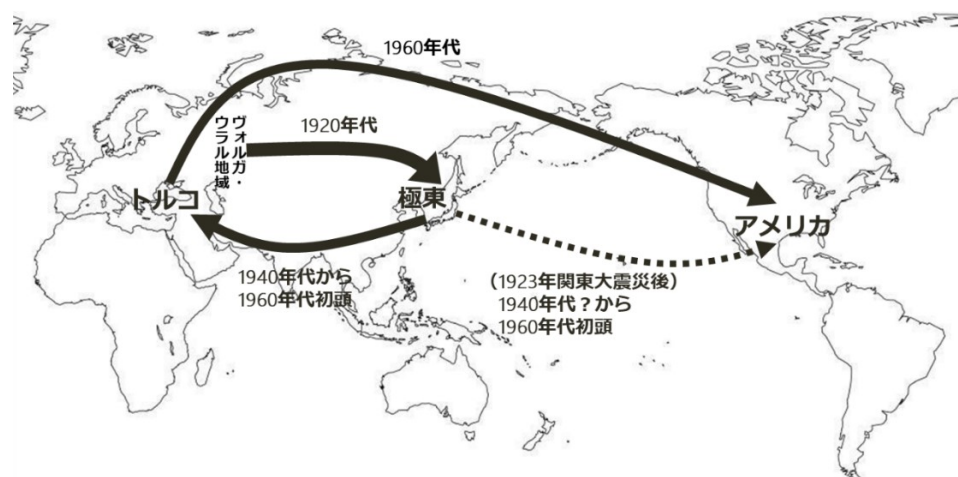 1960年代
1920年代
ヴォルガ・
ウラル地域
トルコ
極東
アメリカ
1940年代から
1960年代初頭
（1923年関東大震災後）
1940年代？から
1960年代初頭